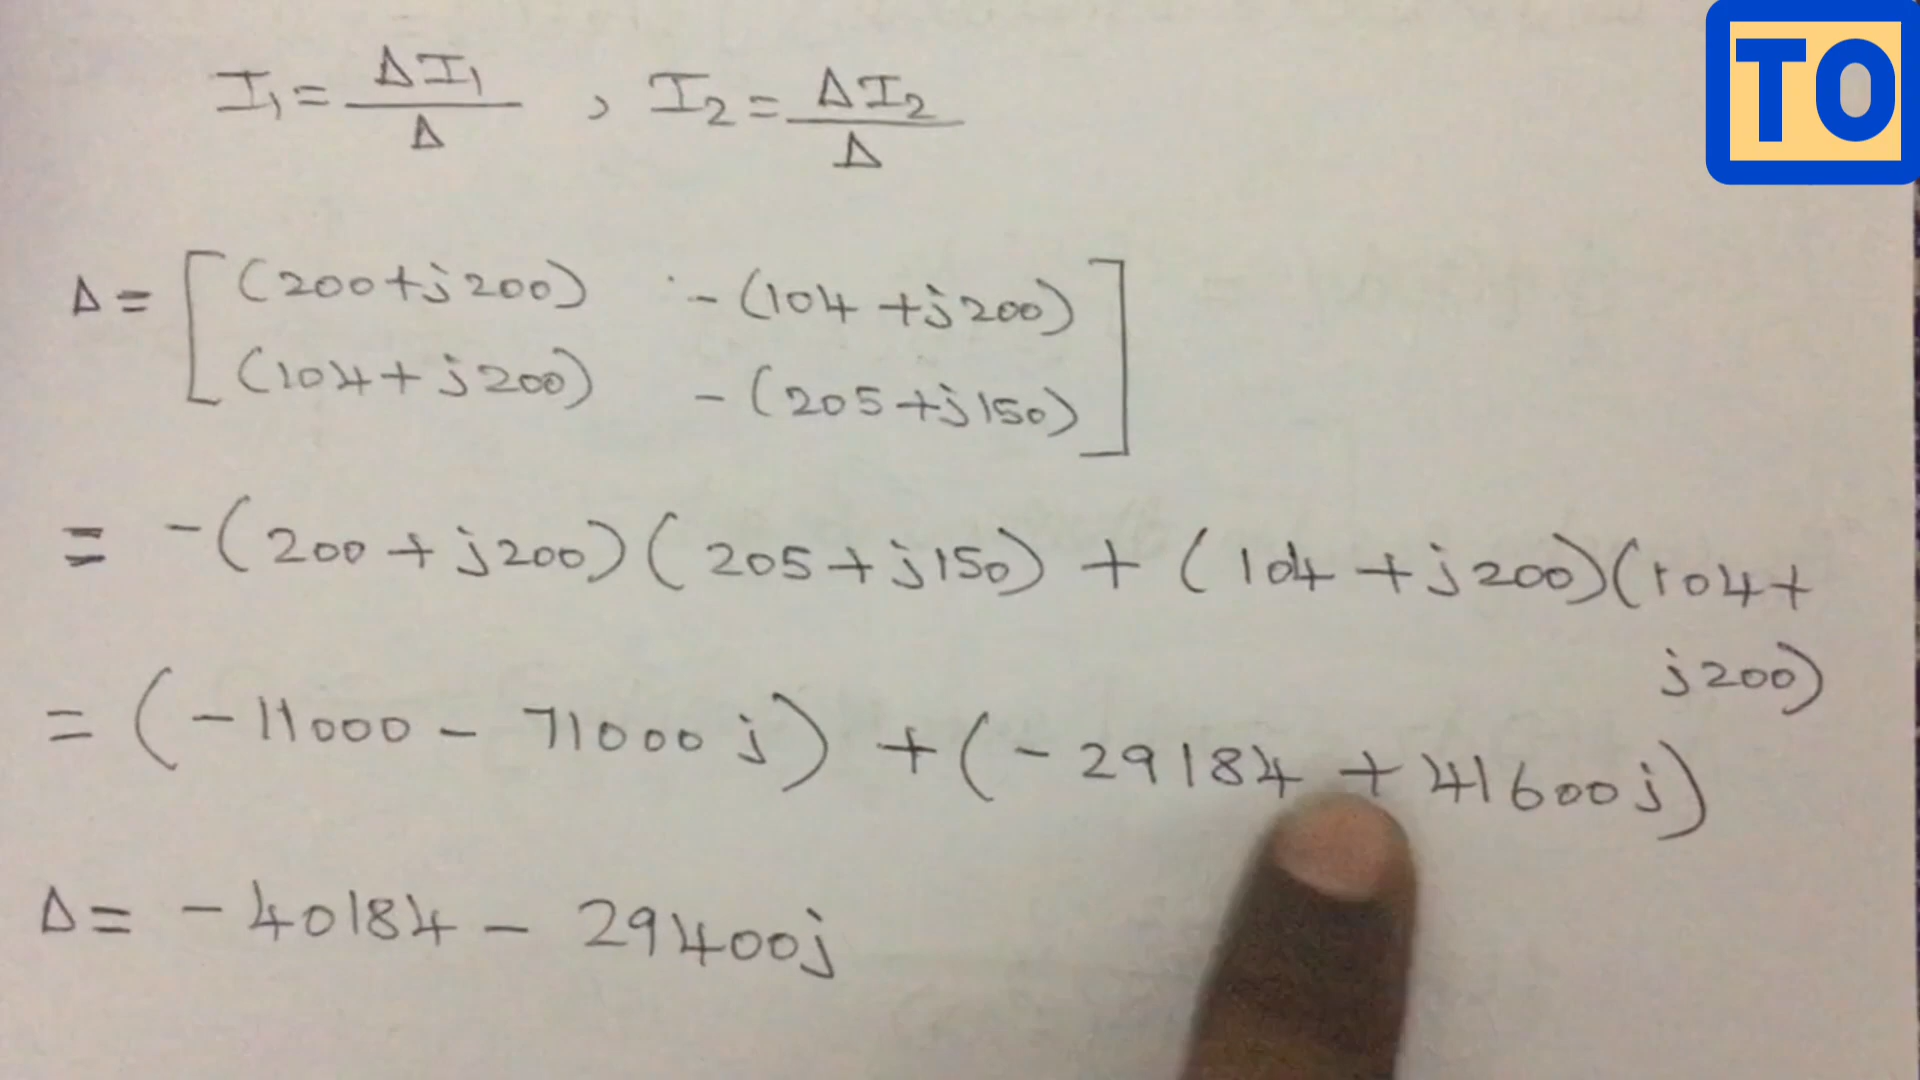 TO
I₁ = ΔI₁/Δ , I₂ = ΔI₂/Δ
Δ = [ (200+j200) -(104+j200)
(104+j200) -(205+j150) ]
= -(200+j200)(205+j150) + (104+j200)(104+
j200)
= (-11000 - 71000j) + (-29184 + 41600j)
Δ = -40184 - 29400j